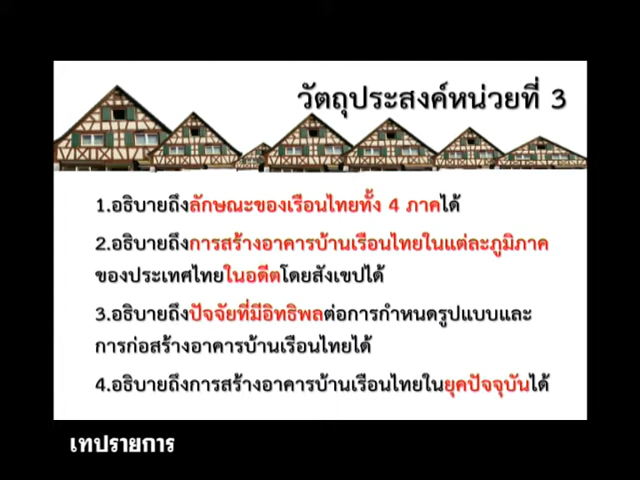 วัตถุประสงค์หน่วยที่ 3
1.อธิบายถึงลักษณะของเรือนไทยทั้ง 4 ภาคได้
2.อธิบายถึงการสร้างอาคารบ้านเรือนไทยในแต่ละภูมิภาค
ของประเทศไทยในอดีตโดยสังเขปได้
3.อธิบายถึงปัจจัยที่มีอิทธิพลต่อการกำหนดรูปแบบและ
การก่อสร้างอาคารบ้านเรือนไทยได้
4.อธิบายถึงการสร้างอาคารบ้านเรือนไทยในยุคปัจจุบันได้
เทปรายการ